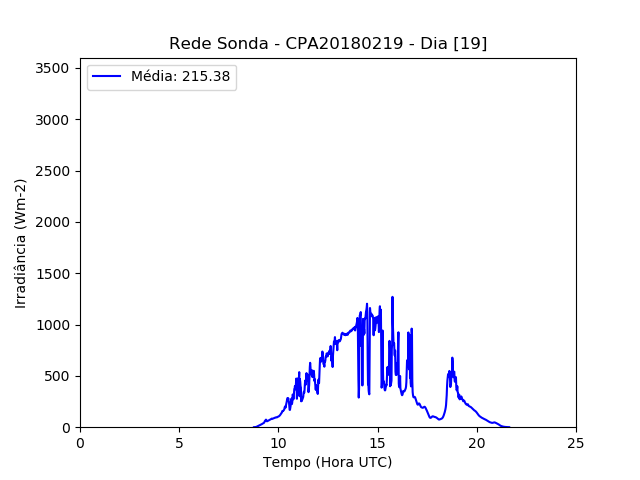 Rede Sonda - CPA20180219 - Dia [19]
Média: 215.38
Irradiância (Wm-2)
3500
3000
2500
2000
1500
1000
500
0
0 5 10 15 20 25
Tempo (Hora UTC)